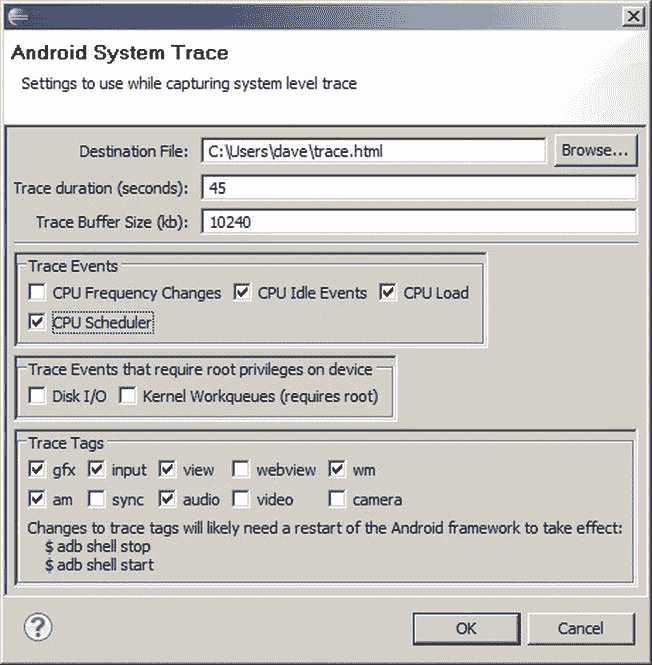 Android System Trace
Settings to use while capturing system level trace
Destination File: C:\Users\dave\trace.html Browse...
Trace duration (seconds): 45
Trace Buffer Size (kb): 10240
Trace Events
CPU Frequency Changes CPU Idle Events CPU Load
CPU Scheduler
Trace Events that require root privileges on device
Disk I/O Kernel Workqueues (requires root)
Trace Tags
gfx input view webview wm
am sync audio video camera
Changes to trace tags will likely need a restart of the Android framework to take effect:
$ adb shell stop
$ adb shell start
? OK Cancel